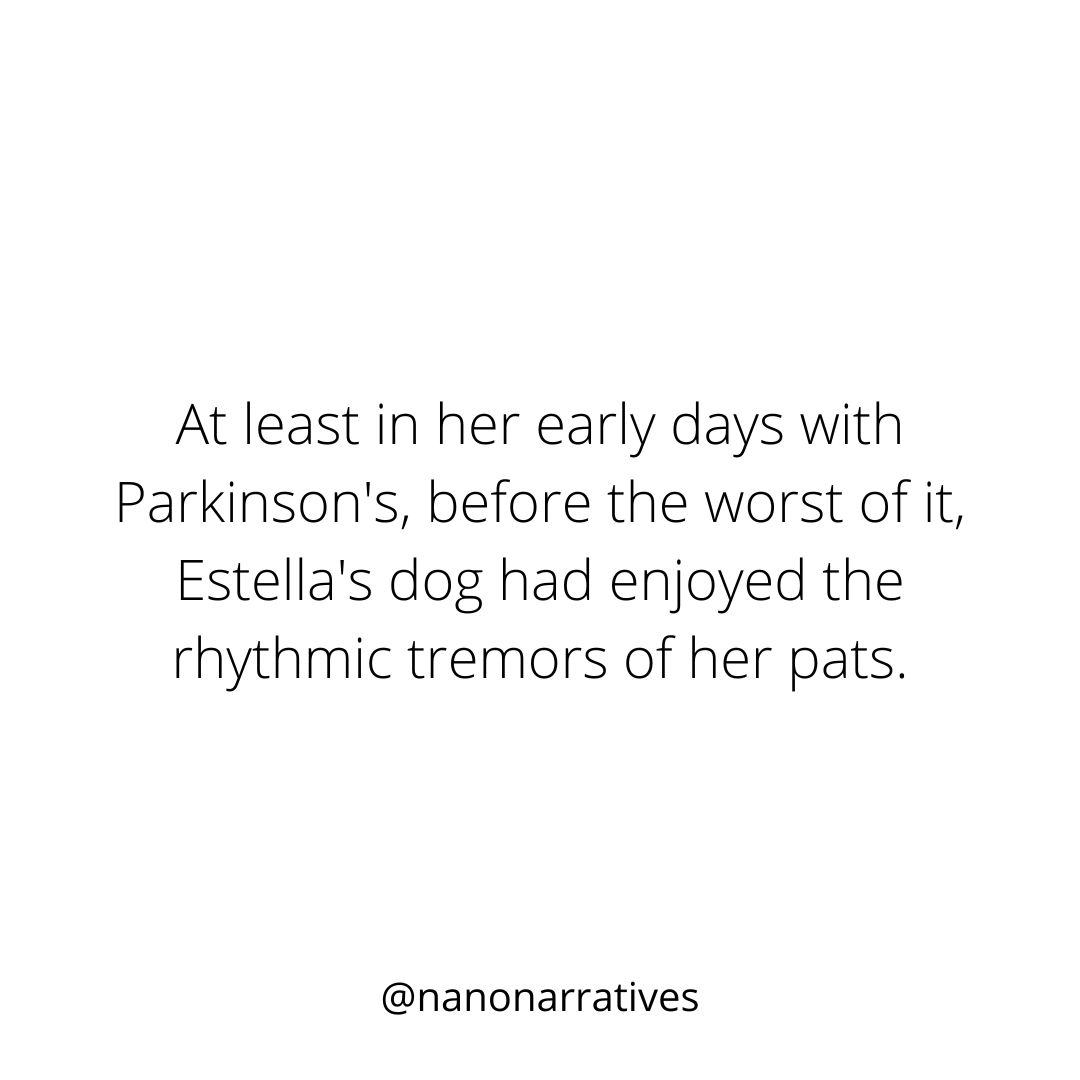 At least in her early days with
Parkinson's, before the worst of it,
Estella's dog had enjoyed the
rhythmic tremors of her pats.
@nanonarratives